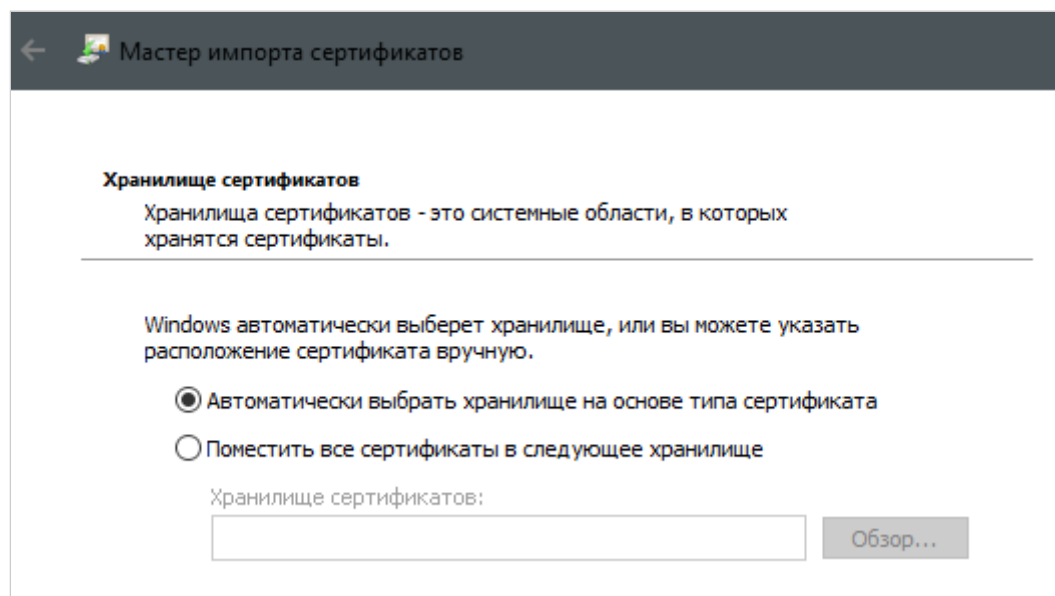 Мастер импорта сертификатов
Хранилище сертификатов
Хранилища сертификатов - это системные области, в которых
хранятся сертификаты.
Windows автоматически выберет хранилище, или вы можете указать
расположение сертификата вручную.
Автоматически выбрать хранилище на основе типа сертификата
Поместить все сертификаты в следующее хранилище
Хранилище сертификатов:
Обзор...